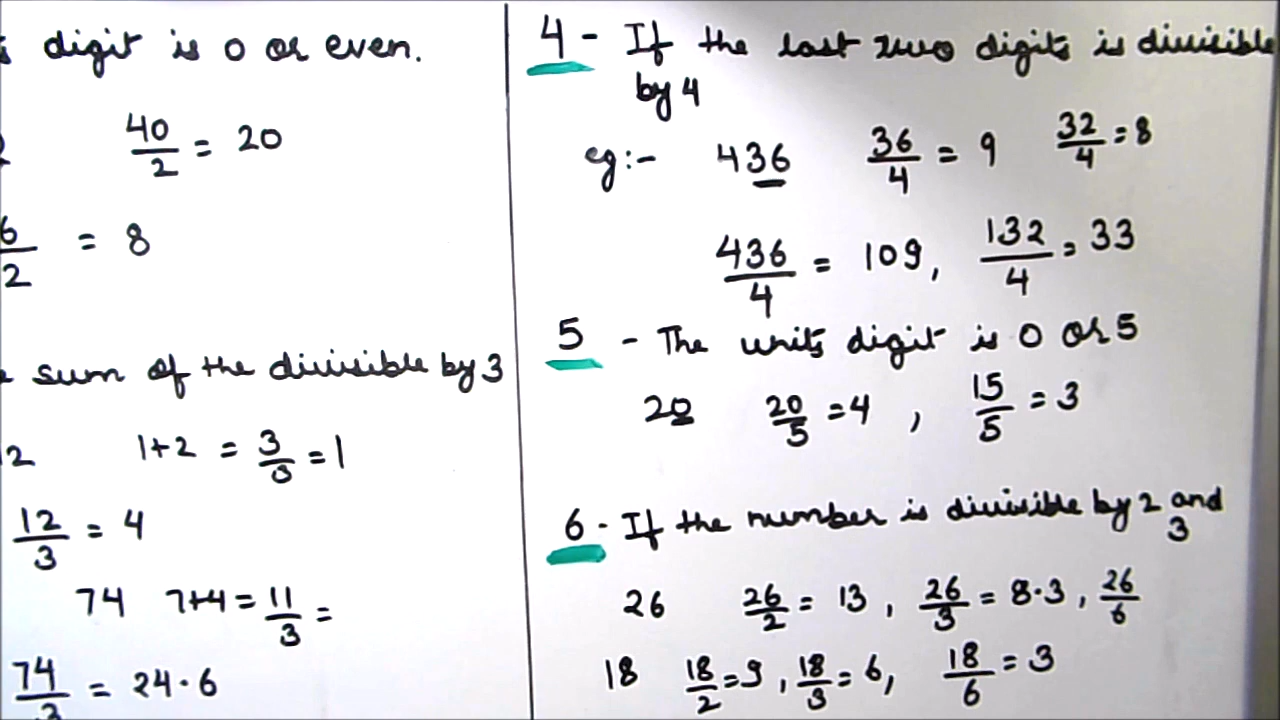 digit is 0 or even.
40/2 = 20
6/2 = 8
sum of the divisible by 3
12 1+2 = 3/3 = 1
12/3 = 4
74 7+4 = 11/3 =
74/3 = 24·6
4 - If the last two digits is divisible
by 4
eg:- 436 36/4 = 9 32/4 = 8
436/4 = 109, 132/4 = 33
5 - The units digit is 0 or 5
20 20/5 = 4 , 15/5 = 3
6 - If the number is divisible by 2 and
3
26 26/2 = 13 , 26/3 = 8·3 , 26/6
18 18/2 = 9 , 18/3 = 6, 18/6 = 3